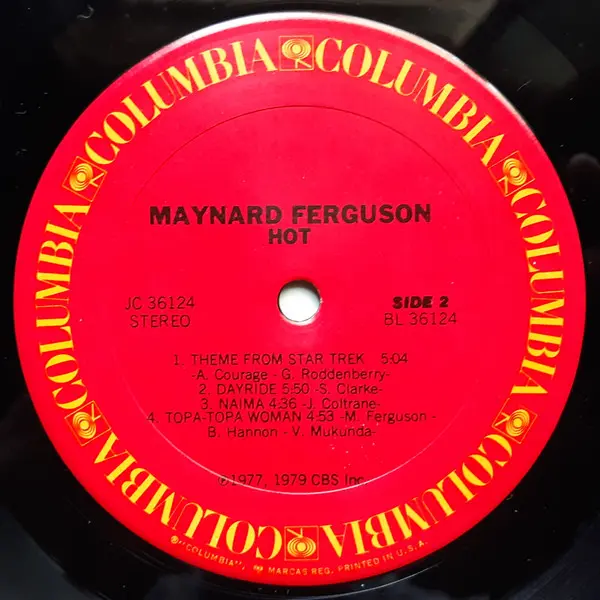 COLUMBIA COLUMBIA COLUMBIA COLUMBIA COLUMBIA COLUMBIA
MAYNARD FERGUSON
HOT
JC 36124
STEREO
SIDE 2
BL 36124
1. THEME FROM STAR TREK 5:04
-A. Courage - G. Roddenberry-
2. DAYRIDE 5:50 -S. Clarke-
3. NAIMA 4:36 -J. Coltrane-
4. TOPA-TOPA WOMAN 4:53 -M. Ferguson -
B. Hannon - V. Mukunda-
℗1977, 1979 CBS Inc.
®"COLUMBIA", MARCAS REG. PRINTED IN U.S.A.